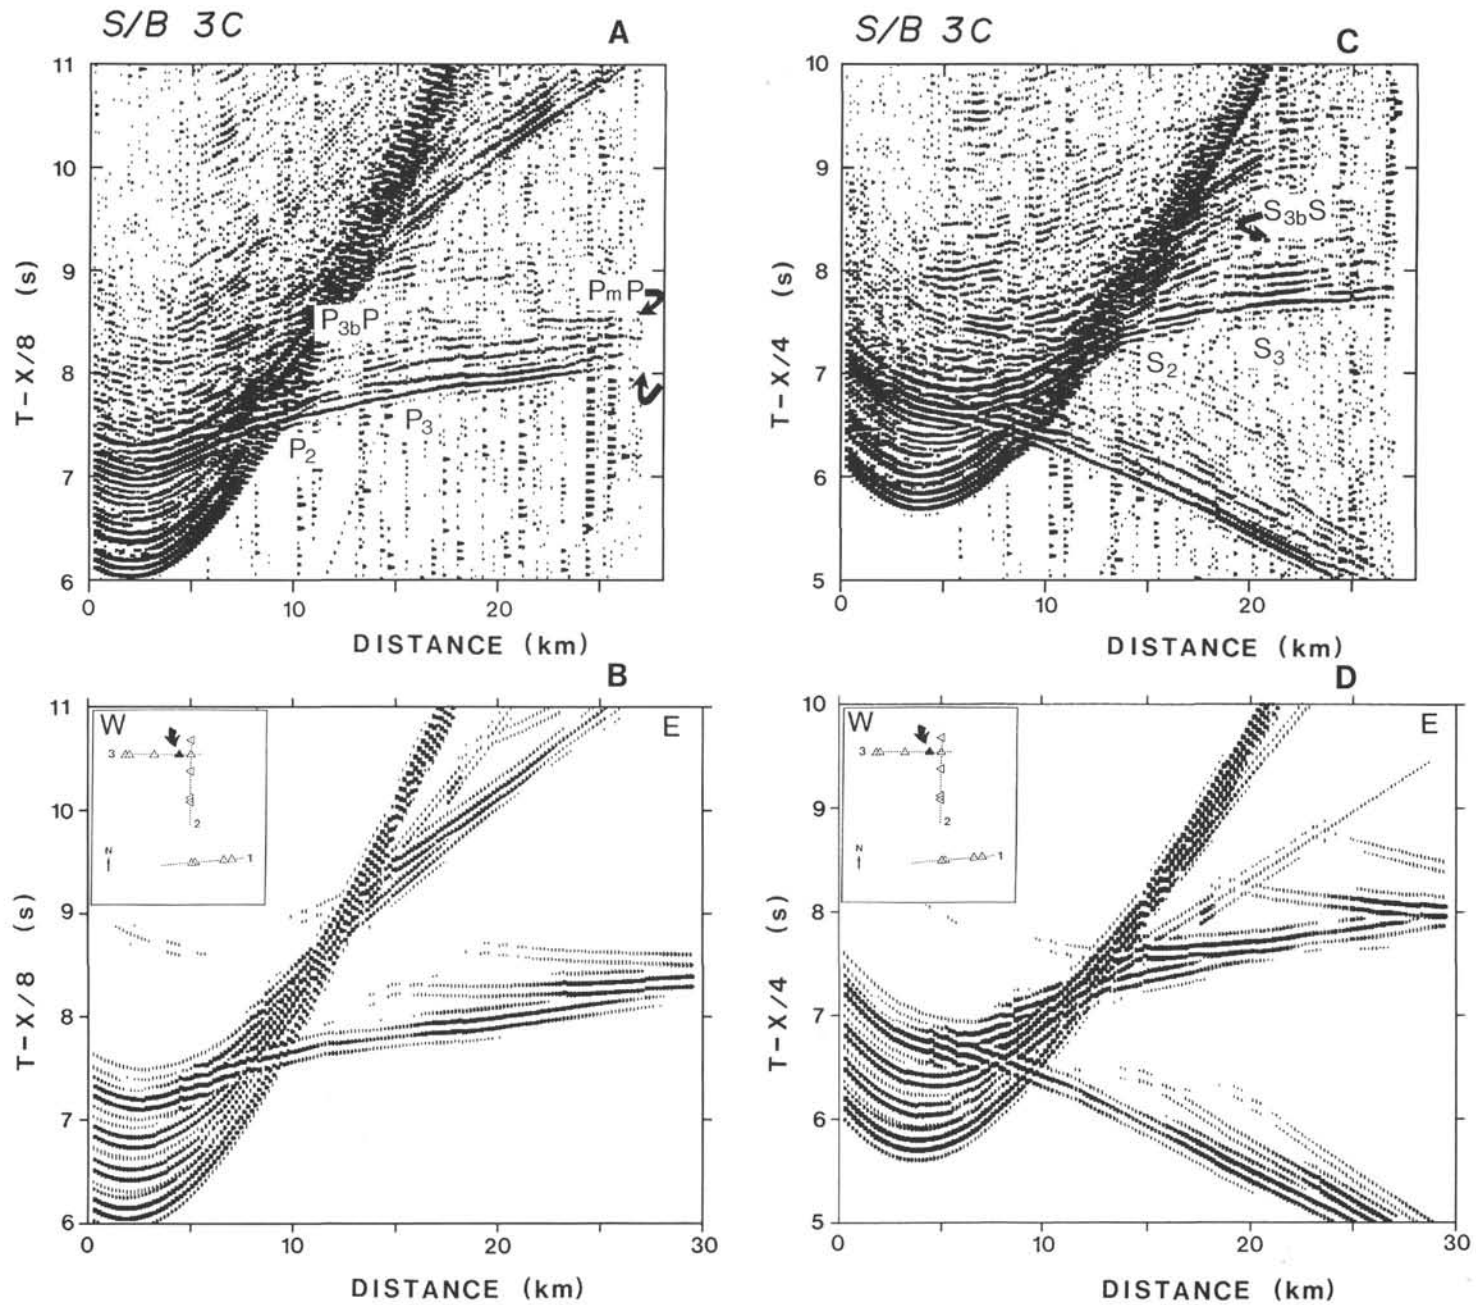 S/B 3C
A
11
10
9
8
7
6
T-X/8 (s)
P₃bP
PmP
P₂
P₃
0 10 20
DISTANCE (km)
S/B 3C
C
10
9
8
7
6
5
T-X/4 (s)
S₃bS
S₂
S₃
0 10 20
DISTANCE (km)
B
11
10
9
8
7
6
T-X/8 (s)
W
E
3
2
N
1
0 10 20 30
DISTANCE (km)
D
10
9
8
7
6
5
T-X/4 (s)
W
E
3
2
N
1
0 10 20 30
DISTANCE (km)